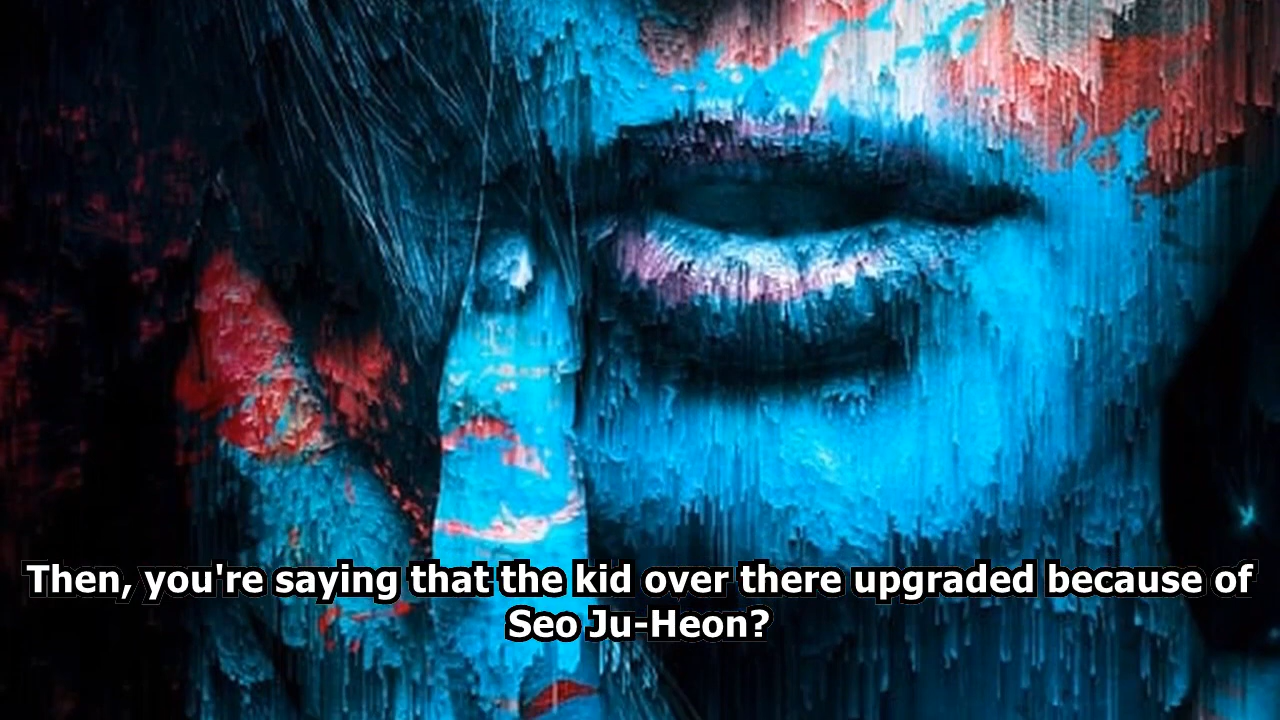 Then, you're saying that the kid over there upgraded because of
Seo Ju-Heon?